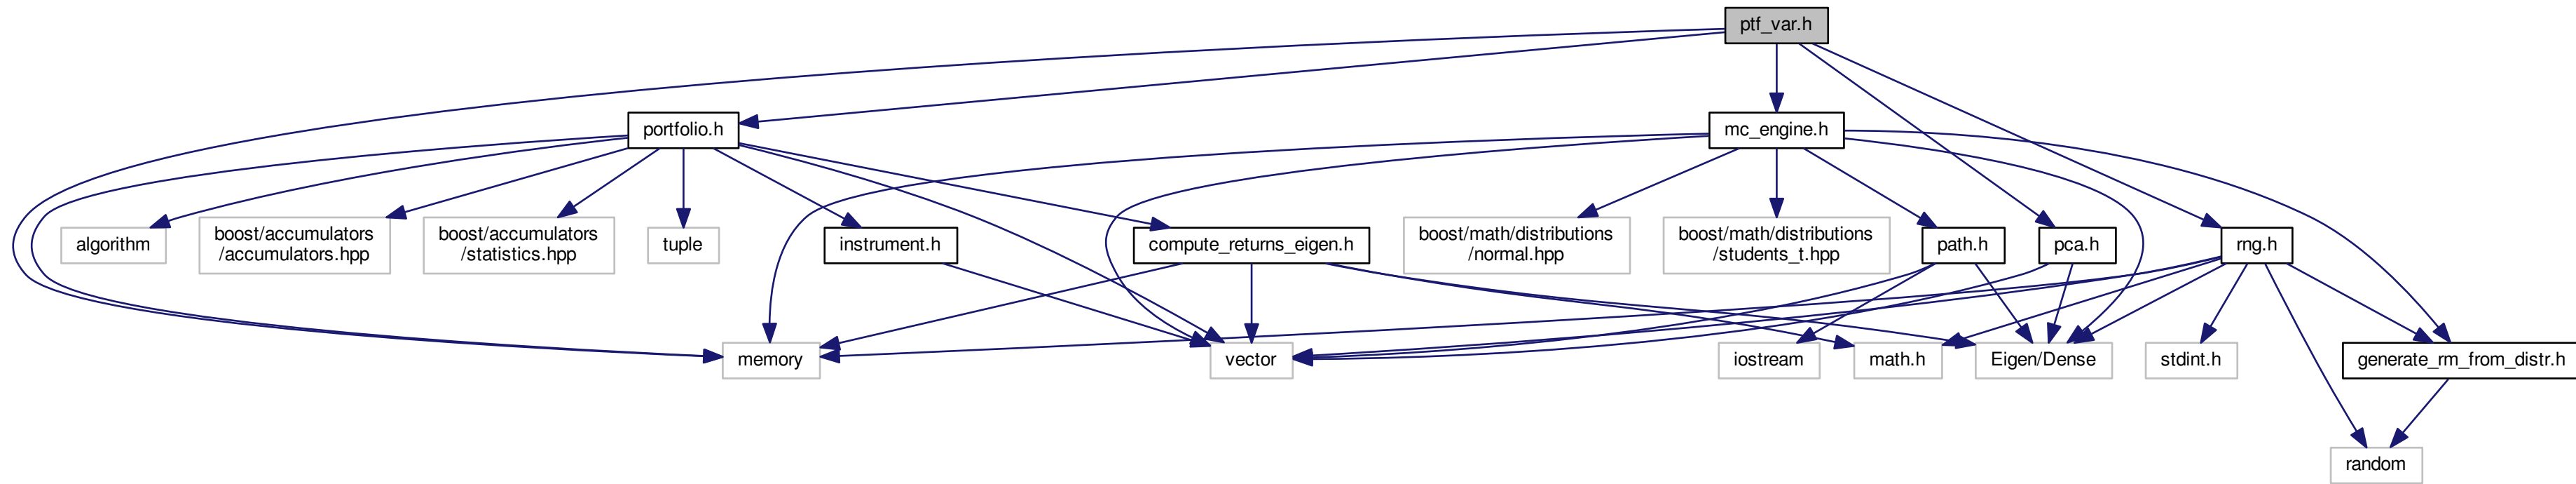 ptf_var.h
portfolio.h
mc_engine.h
algorithm
boost/accumulators
/accumulators.hpp
boost/accumulators
/statistics.hpp
tuple
instrument.h
compute_returns_eigen.h
boost/math/distributions
/normal.hpp
boost/math/distributions
/students_t.hpp
path.h
pca.h
rng.h
memory
vector
iostream
math.h
Eigen/Dense
stdint.h
generate_rm_from_distr.h
random